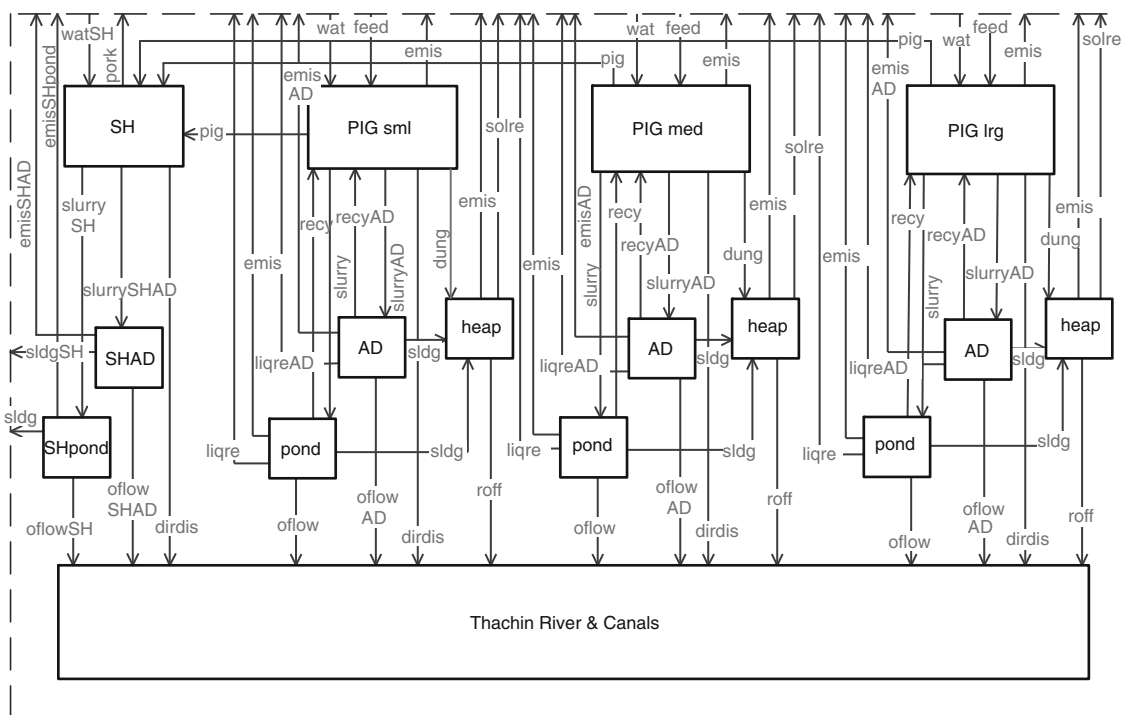 watSH
pork
emisSHpond
emisSHAD
SH
slurry
SH
slurrySHAD
SHAD
sldgSH
sldg
SHpond
oflowSH
oflow
SHAD
dirdis
wat feed
emis
emis
AD
PIG sml
pig
solre
recy
recyAD
emis
slurry
slurryAD
dung
emis
heap
AD
liqreAD
sldg
pond
liqre
sldg
oflow
oflow
AD
dirdis
roff
wat feed
pig
emis
PIG med
solre
emisAD
recy
recyAD
emis
slurry
slurryAD
dung
emis
heap
AD
liqreAD
sldg
pond
liqre
sldg
oflow
oflow
AD
dirdis
roff
pig
wat
feed
emis
solre
emis
AD
PIG lrg
recy
recyAD
emis
slurry
slurryAD
dung
emis
heap
AD
liqreAD
sldg
pond
liqre
sldg
oflow
oflow
AD
dirdis
roff
Thachin River & Canals